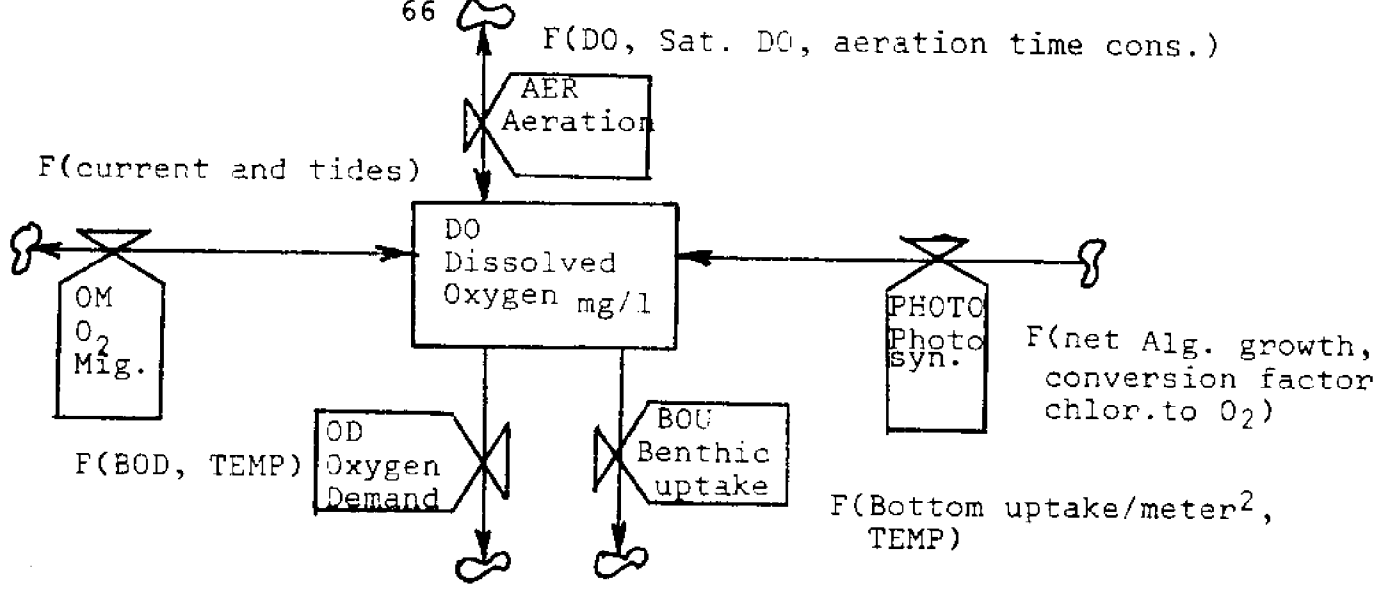 66
F(DO, Sat. DO, aeration time cons.)
AER
Aeration
F(current and tides)
DO
Dissolved
Oxygen mg/l
OM
O₂
Mig.
PHOTO
Photo
syn.
F(net Alg. growth,
conversion factor
chlor.to O₂)
OD
Oxygen
Demand
F(BOD, TEMP)
BOU
Benthic
uptake
F(Bottom uptake/meter²,
TEMP)